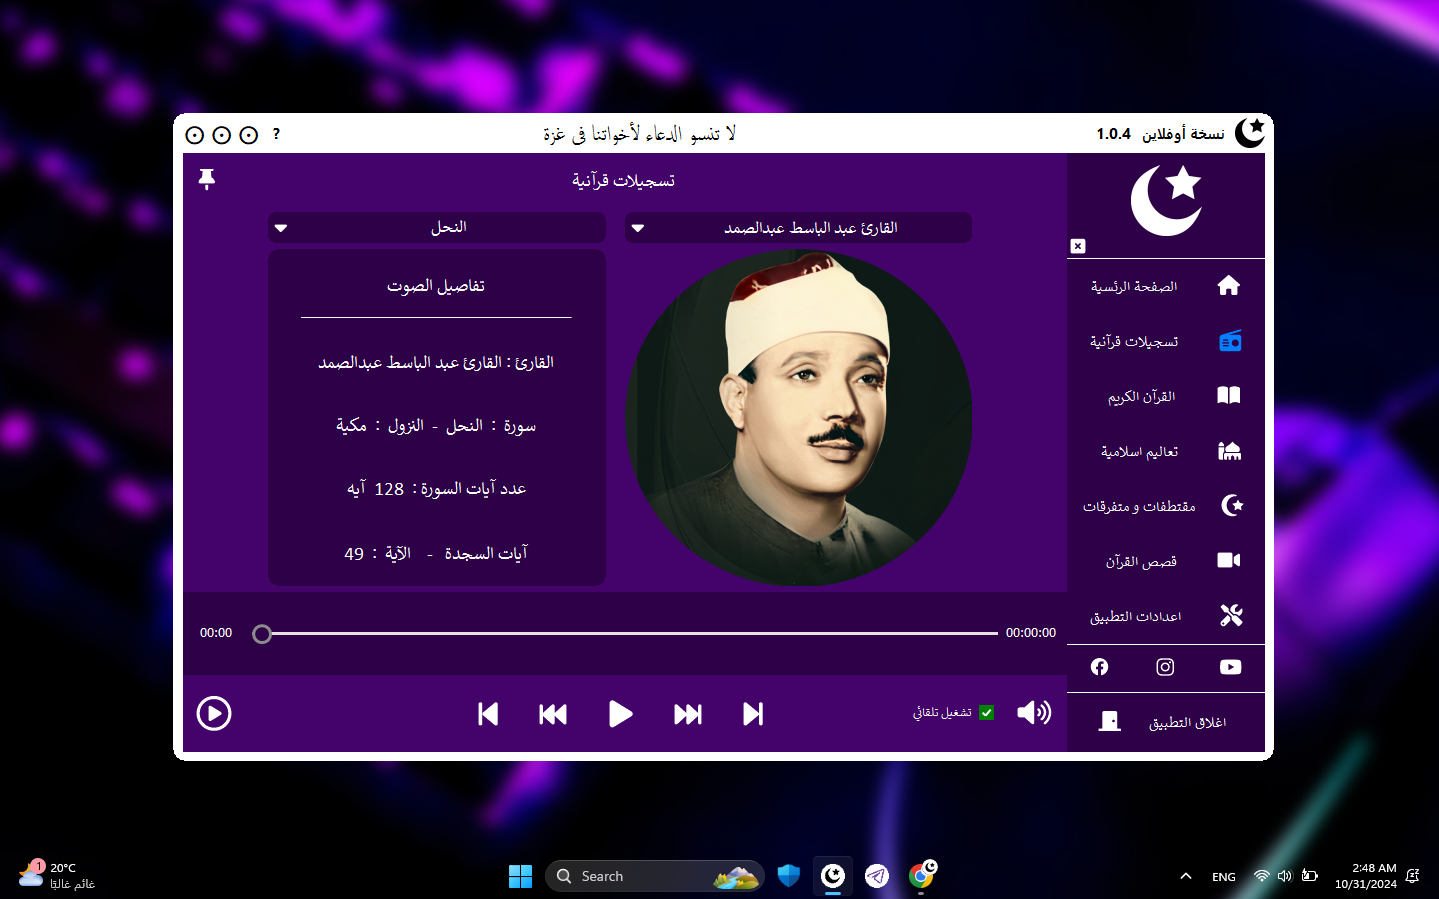 ?
لا تنسو الدعاء لأخواتنا في غزة
نسخة أوفلاين 1.0.4
تسجيلات قرآنية
القارئ عبد الباسط عبدالصمد
النحل
تفاصيل الصوت
القارئ : القارئ عبد الباسط عبدالصمد
سورة : النحل - النزول : مكية
عدد آيات السورة : 128 آيه
آيات السجدة - الآية : 49
الصفحة الرئسية
تسجيلات قرآنية
القرآن الكريم
تعاليم اسلامية
مقتطفات و متفرقات
قصص القرآن
اعدادات التطبيق
اغلاق التطبيق
00:00
00:00:00
تشغيل تلقائي
1
20°C
غائم غالبًا
Search
ENG
2:48 AM
10/31/2024